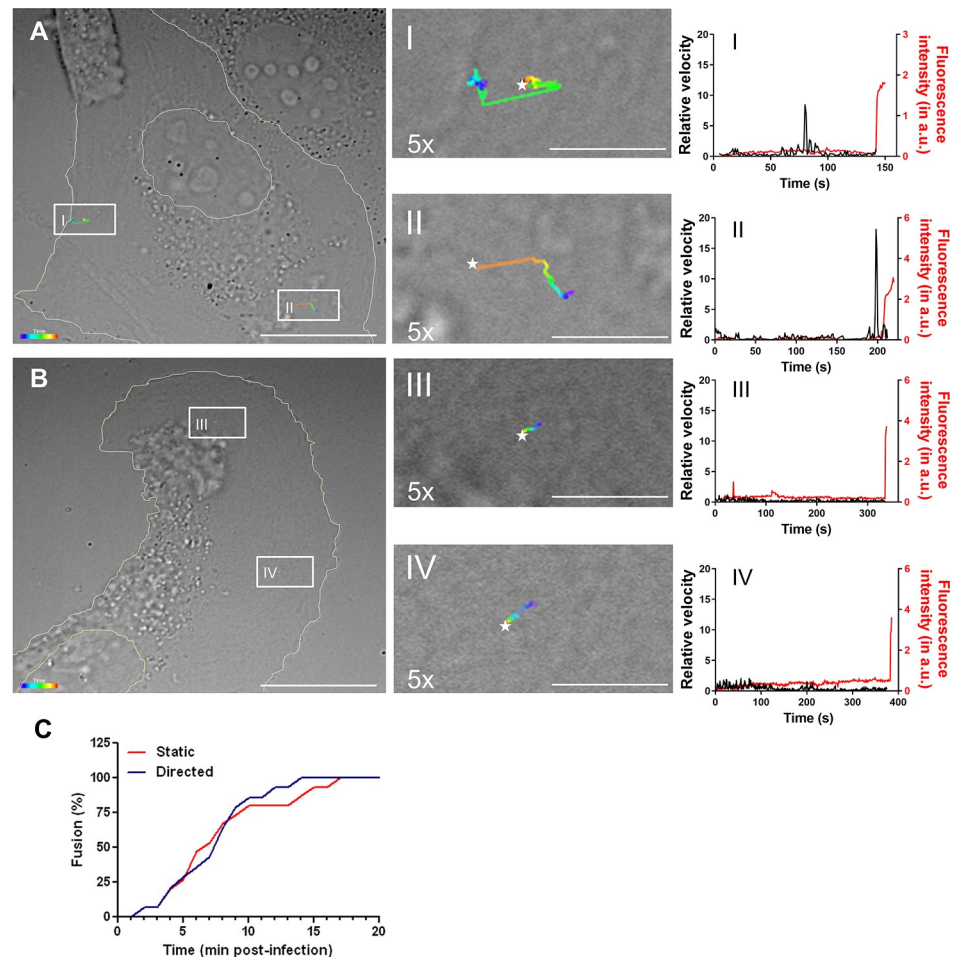 A
I
II
Time
I
5x
I
Relative velocity
20
15
10
5
0
0
50
100
150
Time (s)
3
2
1
0
Fluorescence
intensity (in a.u.)
II
5x
II
Relative velocity
20
15
10
5
0
0
50
100
150
200
Time (s)
6
4
2
0
Fluorescence
intensity (in a.u.)
B
III
IV
Time
III
5x
III
Relative velocity
20
15
10
5
0
0
100
200
300
Time (s)
6
4
2
0
Fluorescence
intensity (in a.u.)
IV
5x
IV
Relative velocity
20
15
10
5
0
0
100
200
300
400
Time (s)
6
4
2
0
Fluorescence
intensity (in a.u.)
C
Static
Directed
Fusion (%)
125
100
75
50
25
0
0
5
10
15
20
Time (min post-infection)